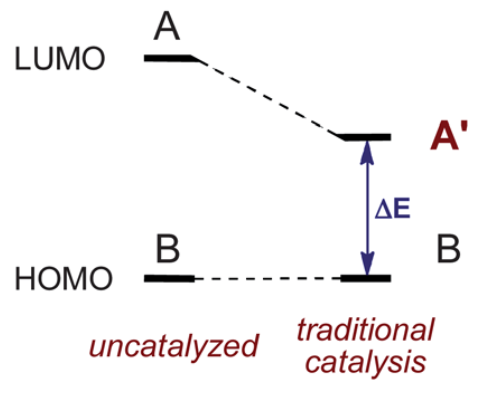 A
LUMO
A'
ΔE
B
B
HOMO
uncatalyzed
traditional
catalysis